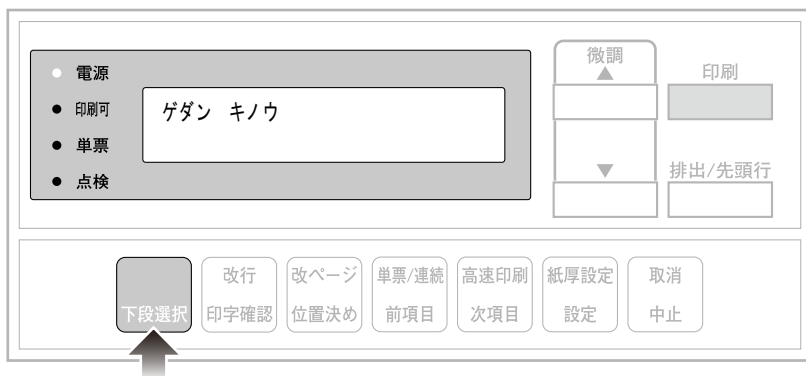 電源
印刷可
単票
点検
ゲダン キノウ
微調
▲
▼
印刷
排出/先頭行
下段選択
改行
印字確認
改ページ
位置決め
単票/連続
前項目
高速印刷
次項目
紙厚設定
設定
取消
中止